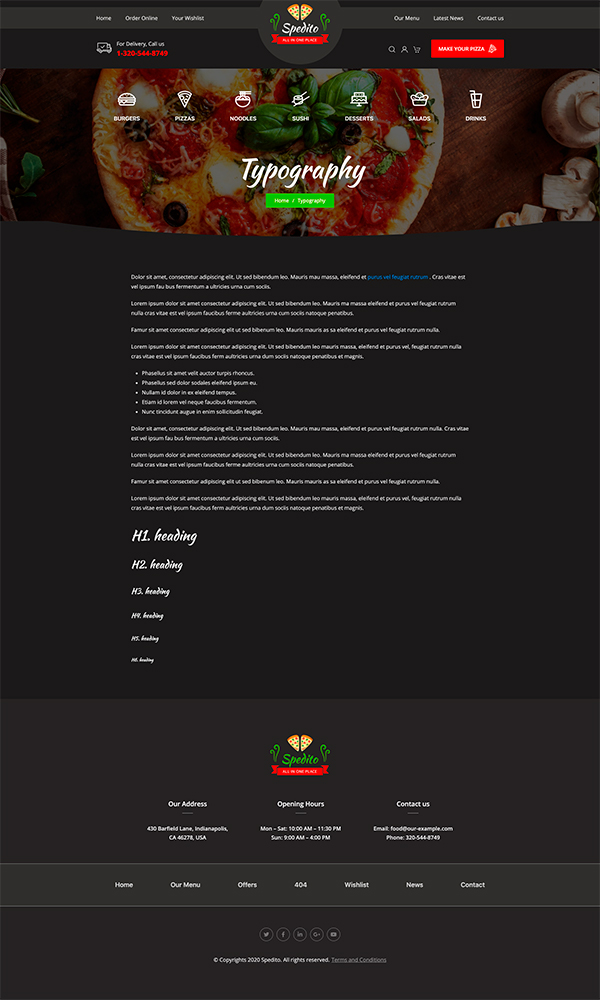 Home Order Online Your Wishlist
Our Menu Latest News Contact us
Spedito
ALL IN ONE PLACE
For Delivery, Call us
1-320-544-8749
MAKE YOUR PIZZA
BURGERS PIZZAS NOODLES SUSHI DESSERTS SALADS DRINKS
Typography
Home / Typography
Dolor sit amet, consectetur adipiscing elit. Ut sed bibendum leo. Mauris mau massa, eleifend et purus vel feugiat rutrum . Cras vitae est
vel ipsum fau bus fermentum a ultricies urna cum sociis.
Lorem ipsum dolor sit amet consectetur adipiscing elit. Ut sed bibendum leo. Mauris ma massa eleifend et purus vel feugiat rutrum
nulla cras vitae est vel ipsum faucibus ferme aultricies urna dum sociis natoque penatibus.
Famur sit amet consectetur adipiscing elit ut sed bibenum leo. Mauris mauris as sa eleifend et purus vel feugiat rutrum nulla.
Lorem ipsum dolor sit amet consectetur adipiscing elit. Ut sed bibendum leo mauris massa, eleifend et purus vel, feugiat rutrum nulla
cras vitae est vel ipsum faucibus ferm aultricies urna dum sociis natoque penatibus et magnis.
Phasellus sit amet velit auctor turpis rhoncus.
Phasellus sed dolor sodales eleifend ipsum eu.
Nullam id dolor in ex eleifend tempus.
Etiam id lorem vel neque faucibus fermentum.
Nunc tincidunt augue in enim sollicitudin feugiat.
Dolor sit amet, consectetur adipiscing elit. Ut sed bibendum leo. Mauris mau massa, eleifend et purus vel feugiat rutrum nulla. Cras vitae
est vel ipsum fau bus fermentum a ultricies urna cum sociis.
Lorem ipsum dolor sit amet consectetur adipiscing elit. Ut sed bibendum leo. Mauris ma massa eleifend et purus vel feugiat rutrum
nulla cras vitae est vel ipsum faucibus ferme aultricies urna dum sociis natoque penatibus.
Famur sit amet consectetur adipiscing elit ut sed bibenum leo. Mauris mauris as sa eleifend et purus vel feugiat rutrum nulla.
Lorem ipsum dolor sit amet consectetur adipiscing elit. Ut sed bibendum leo mauris massa, eleifend et purus vel, feugiat rutrum nulla
cras vitae est vel ipsum faucibus ferm aultricies urna dum sociis natoque penatibus et magnis.
H1. heading
H2. heading
H3. heading
H4. heading
H5. heading
H6. heading
Spedito
ALL IN ONE PLACE
Our Address Opening Hours Contact us
430 Barfield Lane, Indianapolis, Mon – Sat: 10:00 AM – 11:30 PM Email: food@our-example.com
CA 46278, USA Sun: 9:00 AM – 4:00 PM Phone: 320-544-8749
Home Our Menu Offers 404 Wishlist News Contact
© Copyrights 2020 Spedito. All rights reserved. Terms and Conditions